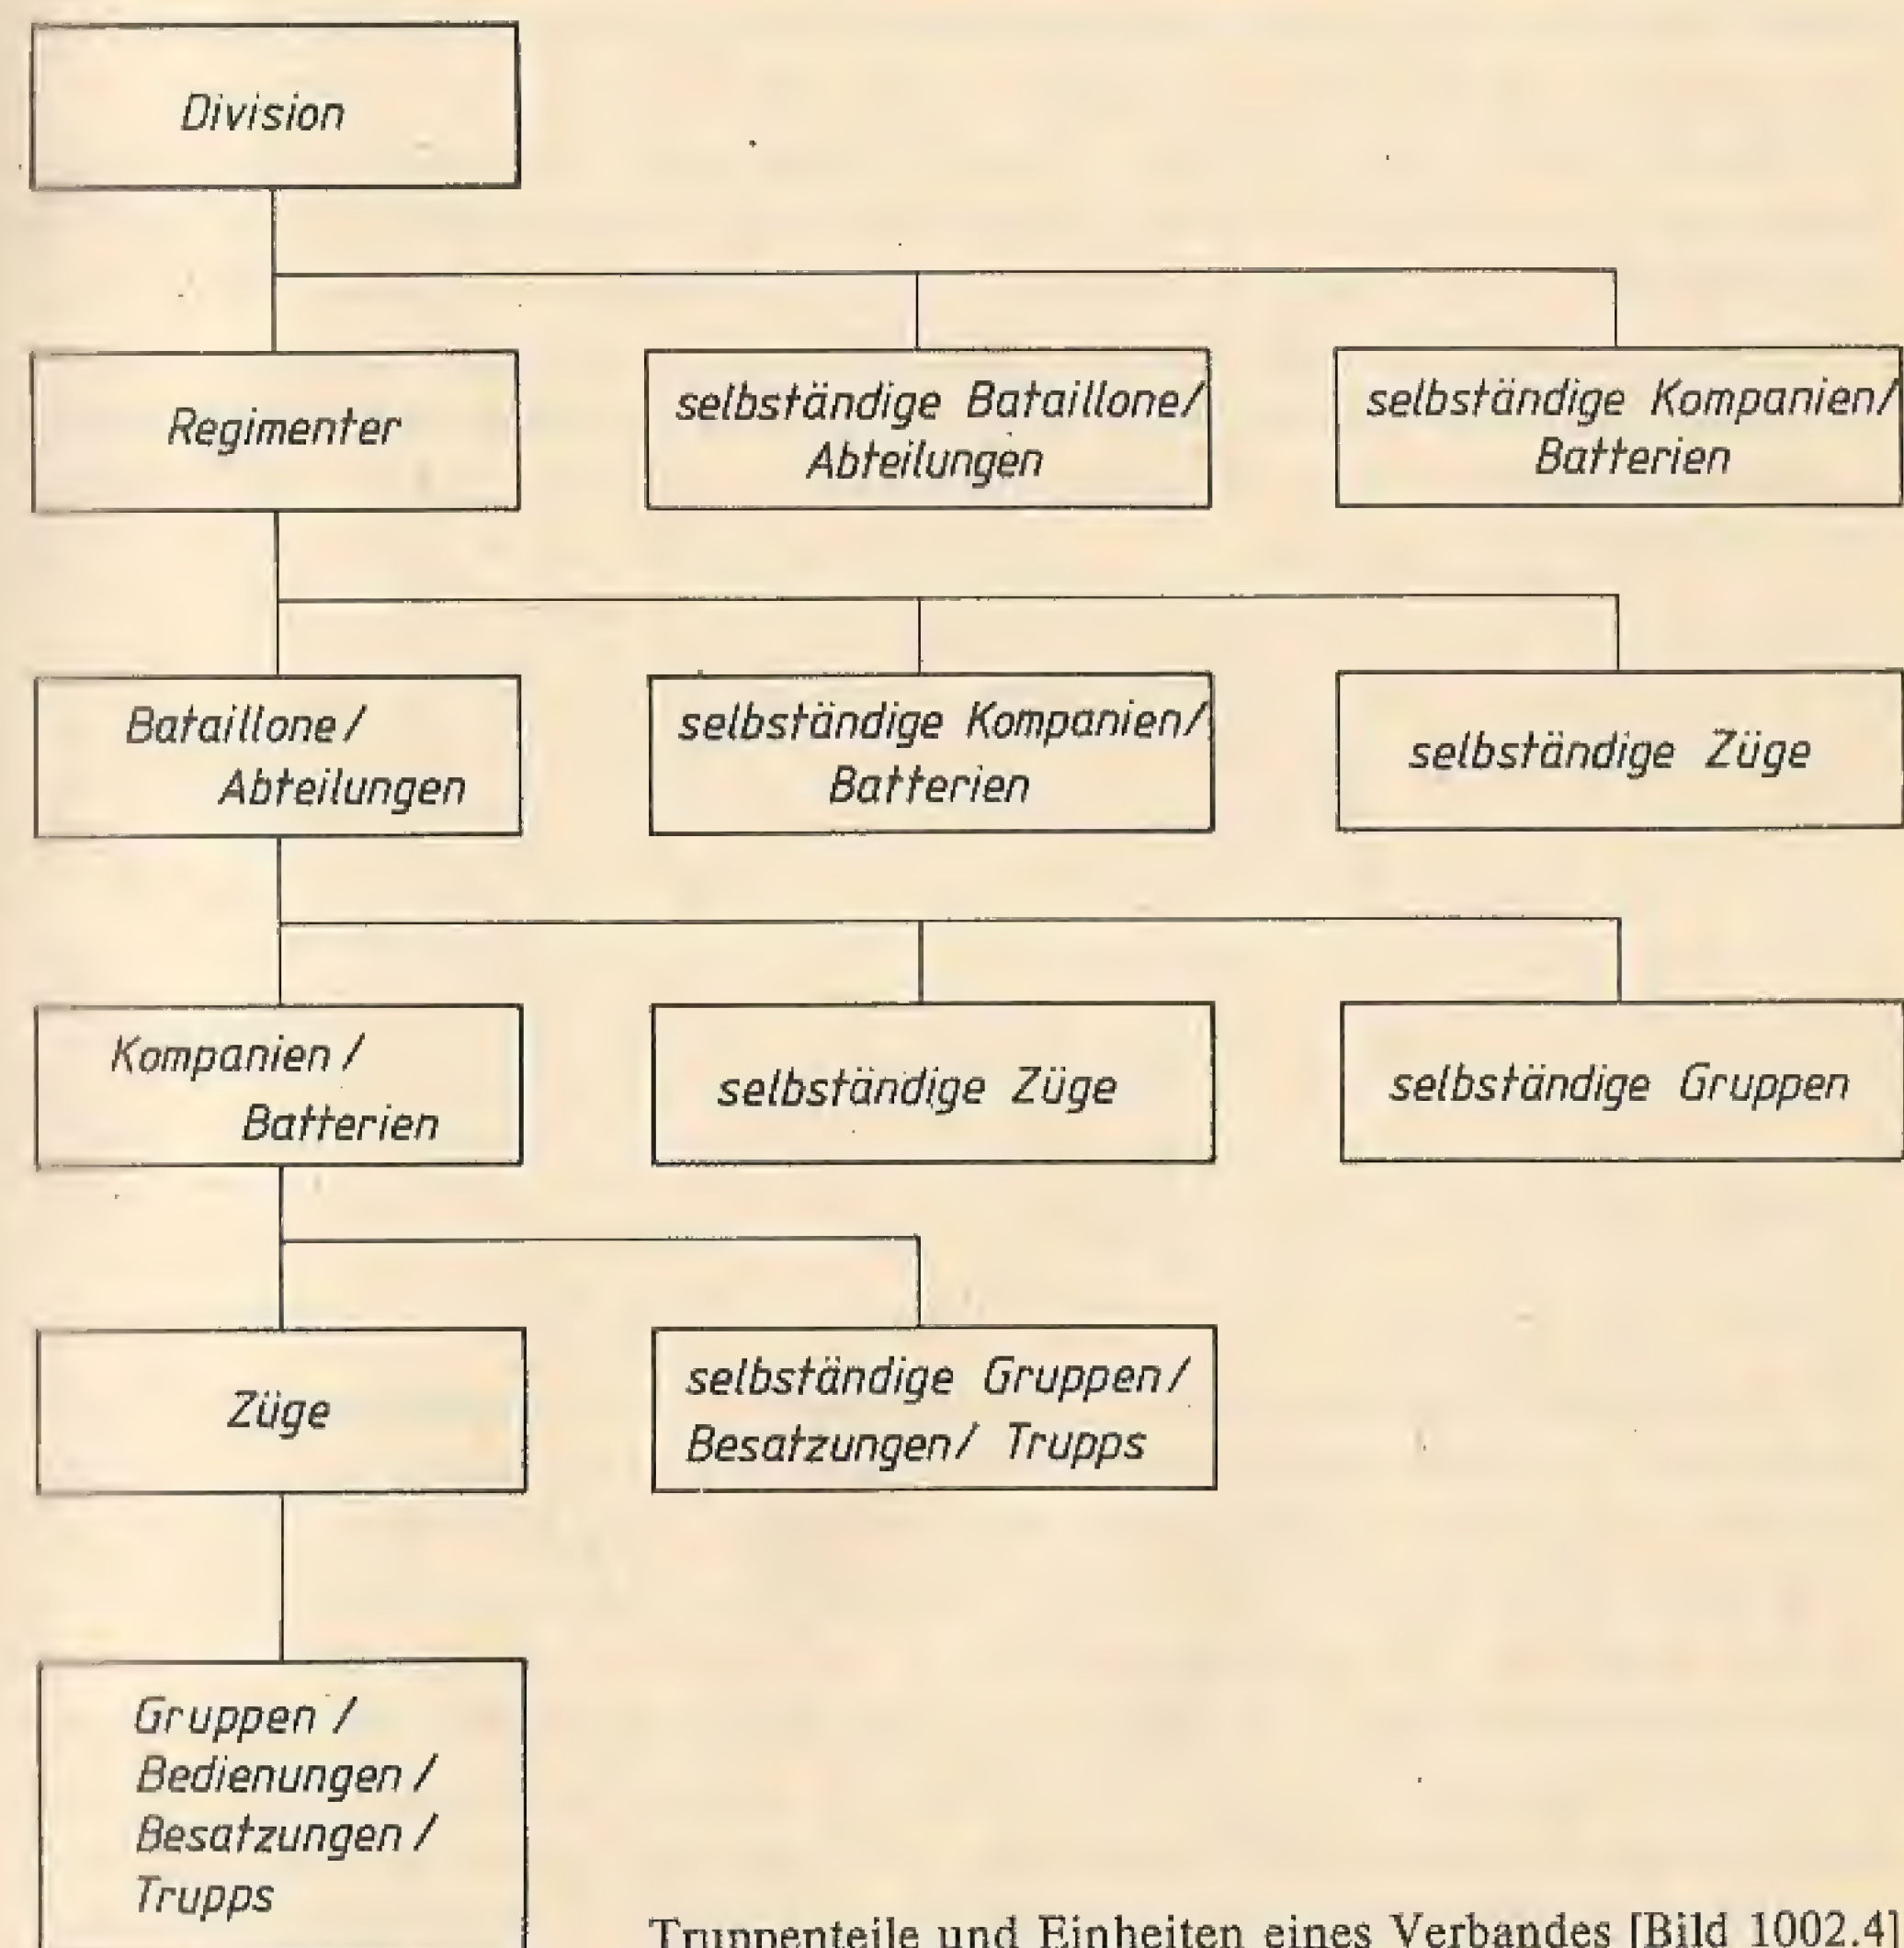 Division
Regimenter
selbständige Bataillone/
Abteilungen
selbständige Kompanien/
Batterien
Bataillone /
Abteilungen
selbständige Kompanien/
Batterien
selbständige Züge
Kompanien /
Batterien
selbständige Züge
selbständige Gruppen
Züge
selbständige Gruppen /
Besatzungen / Trupps
Gruppen /
Bedienungen /
Besatzungen /
Trupps
Truppenteile und Einheiten eines Verbandes [Bild 1002.4]